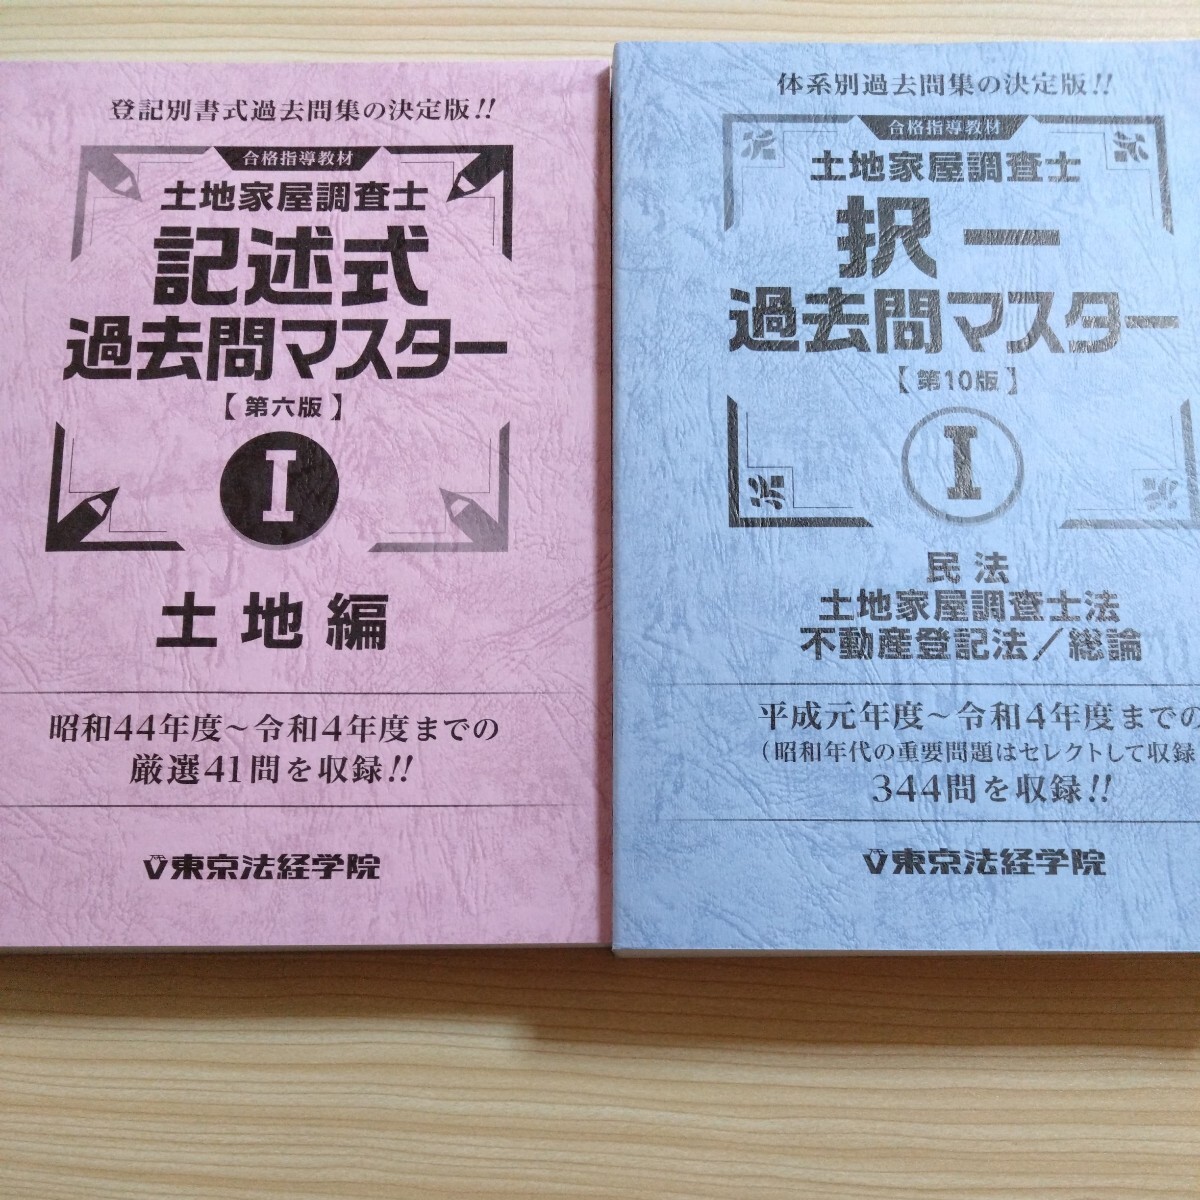 登記別書式過去問集の決定版!!
合格指導教材
土地家屋調査士
記述式
過去問マスター
【第六版】
I
土地編
昭和44年度～令和4年度までの
厳選41問を収録!!
東京法経学院
体系別過去問集の決定版!!
合格指導教材
土地家屋調査士
択一
過去問マスター
【第10版】
I
民法
土地家屋調査士法
不動産登記法／総論
平成元年度～令和4年度までの
（昭和年代の重要問題はセレクトして収録
344問を収録!!
東京法経学院